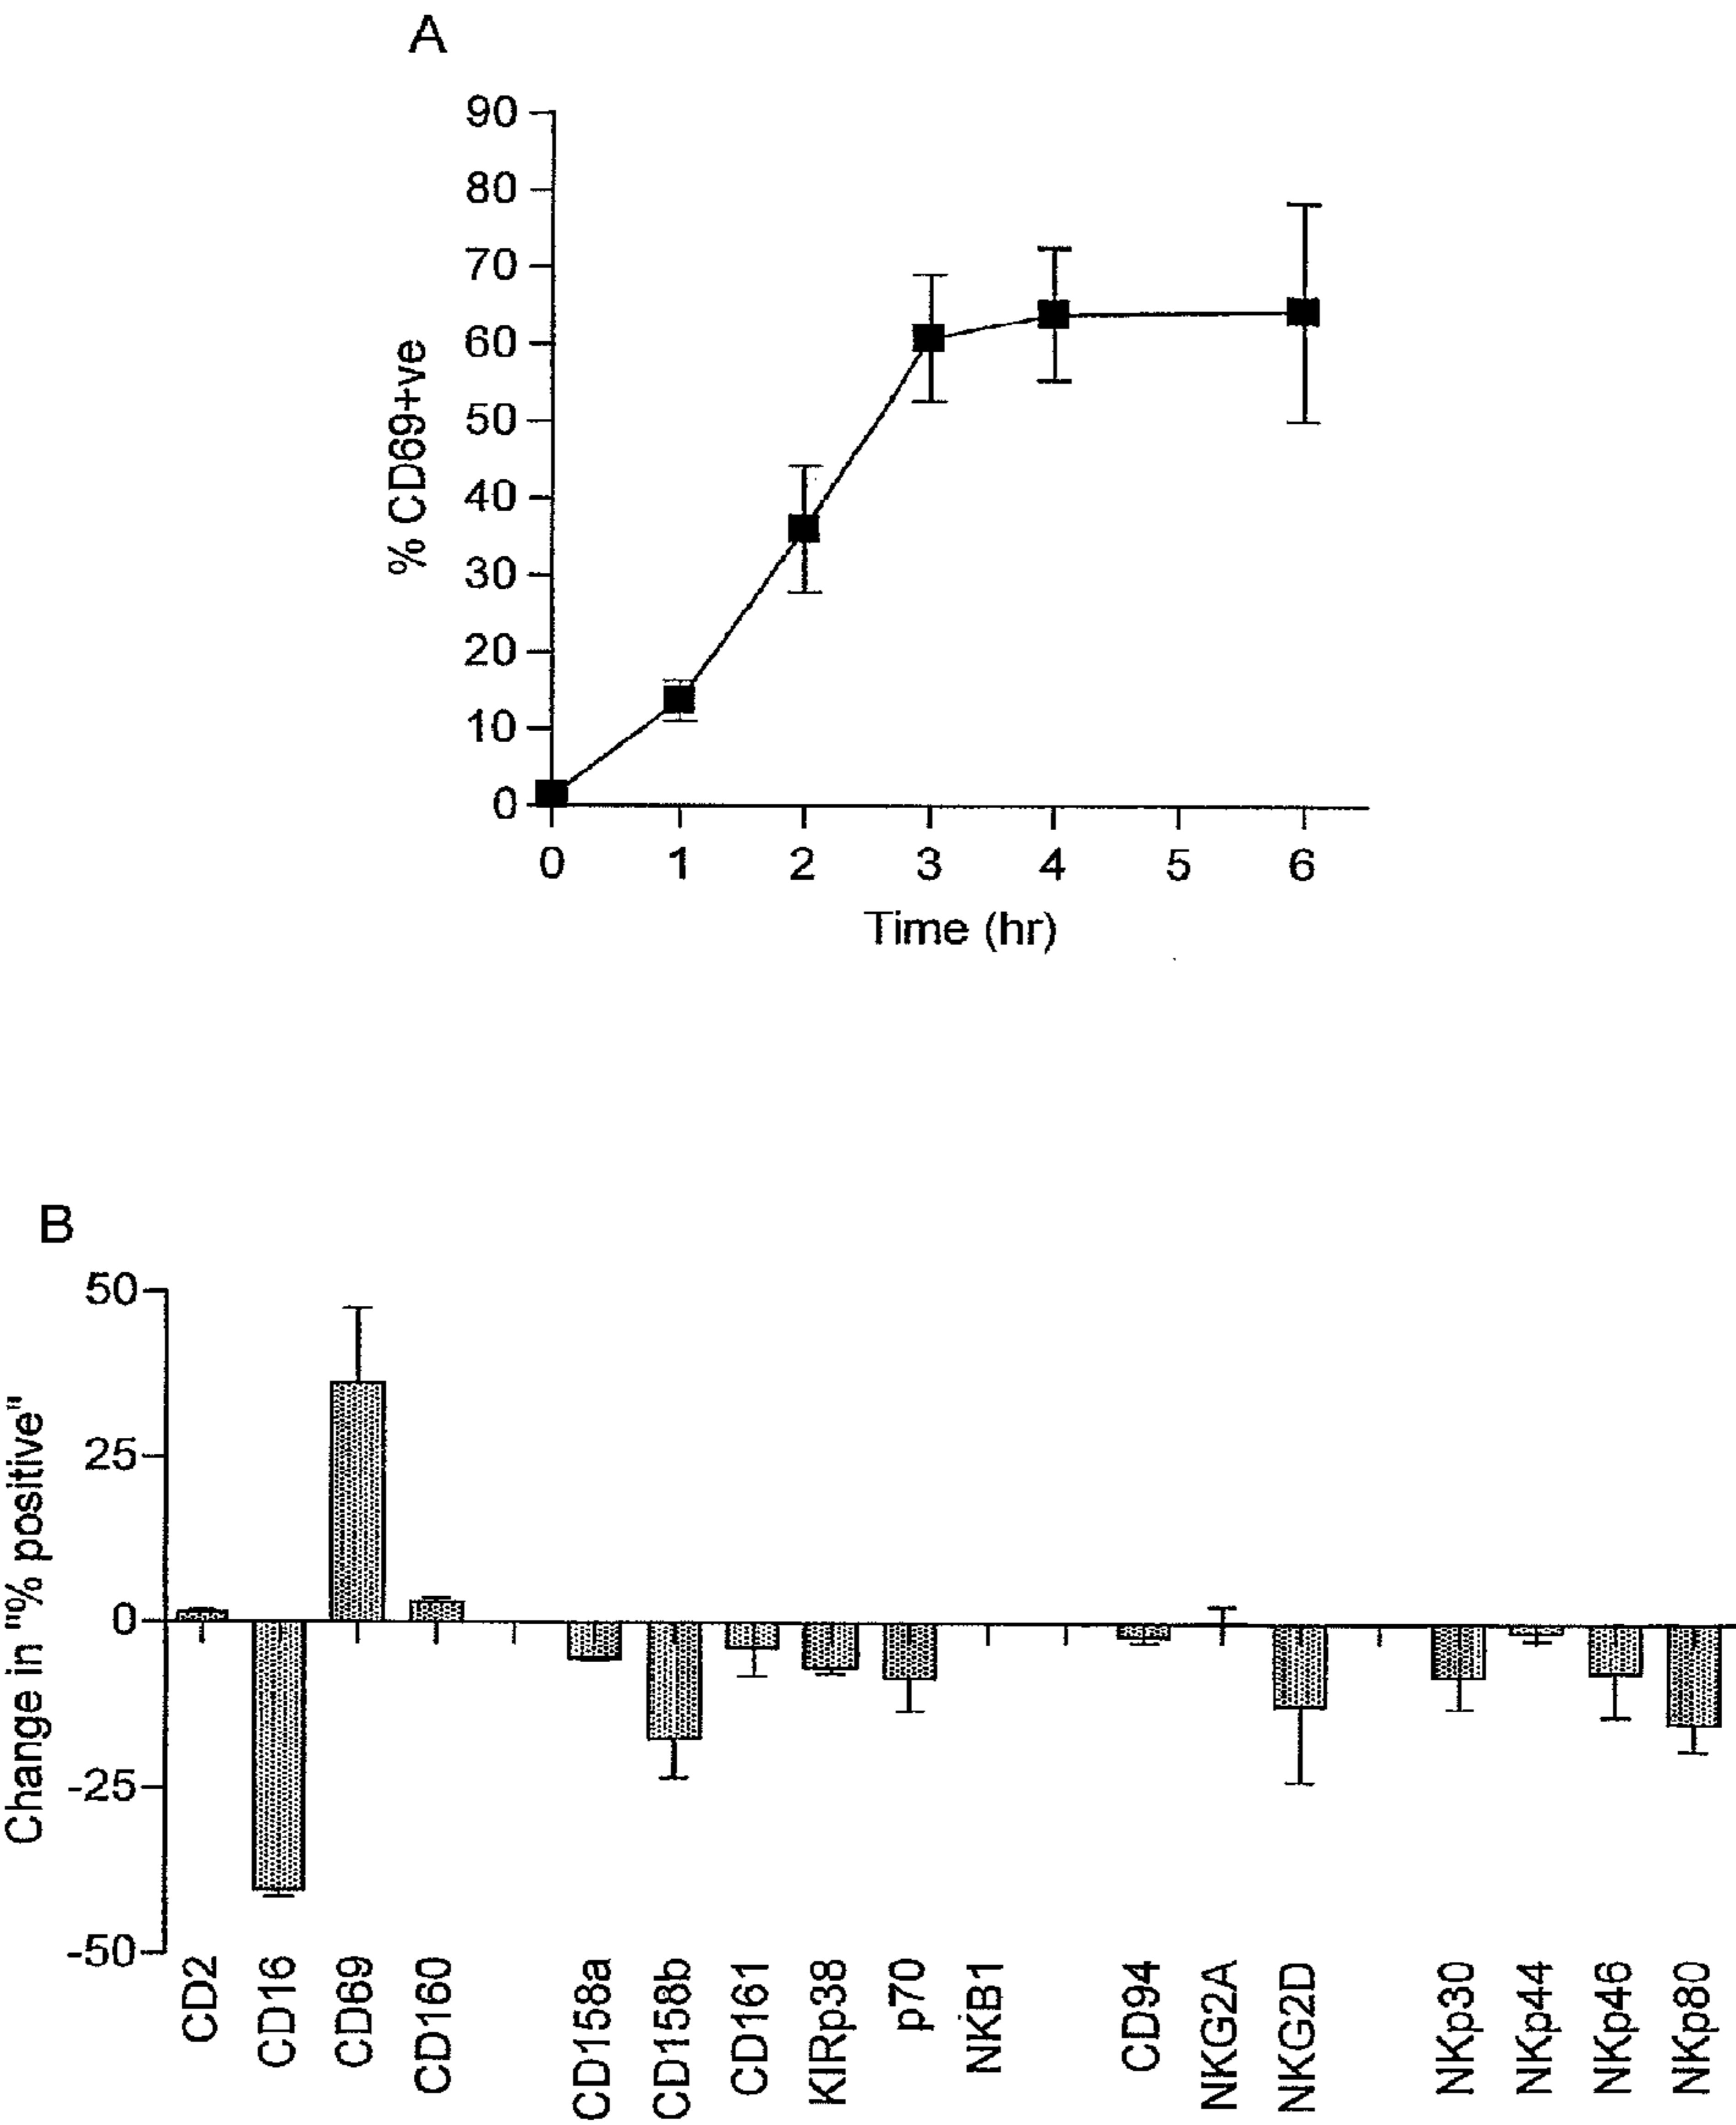 A
90
80
70
60
50
40
30
20
10
0
% CD69+ve
0 1 2 3 4 5 6
Time (hr)
B
50
25
0
-25
-50
Change in "% positive"
CD2 CD16 CD69 CD160 CD158a CD158b CD161 KIRp38 p70 NKB1 CD94 NKG2A NKG2D NKp30 NKp44 NKp46 NKp80